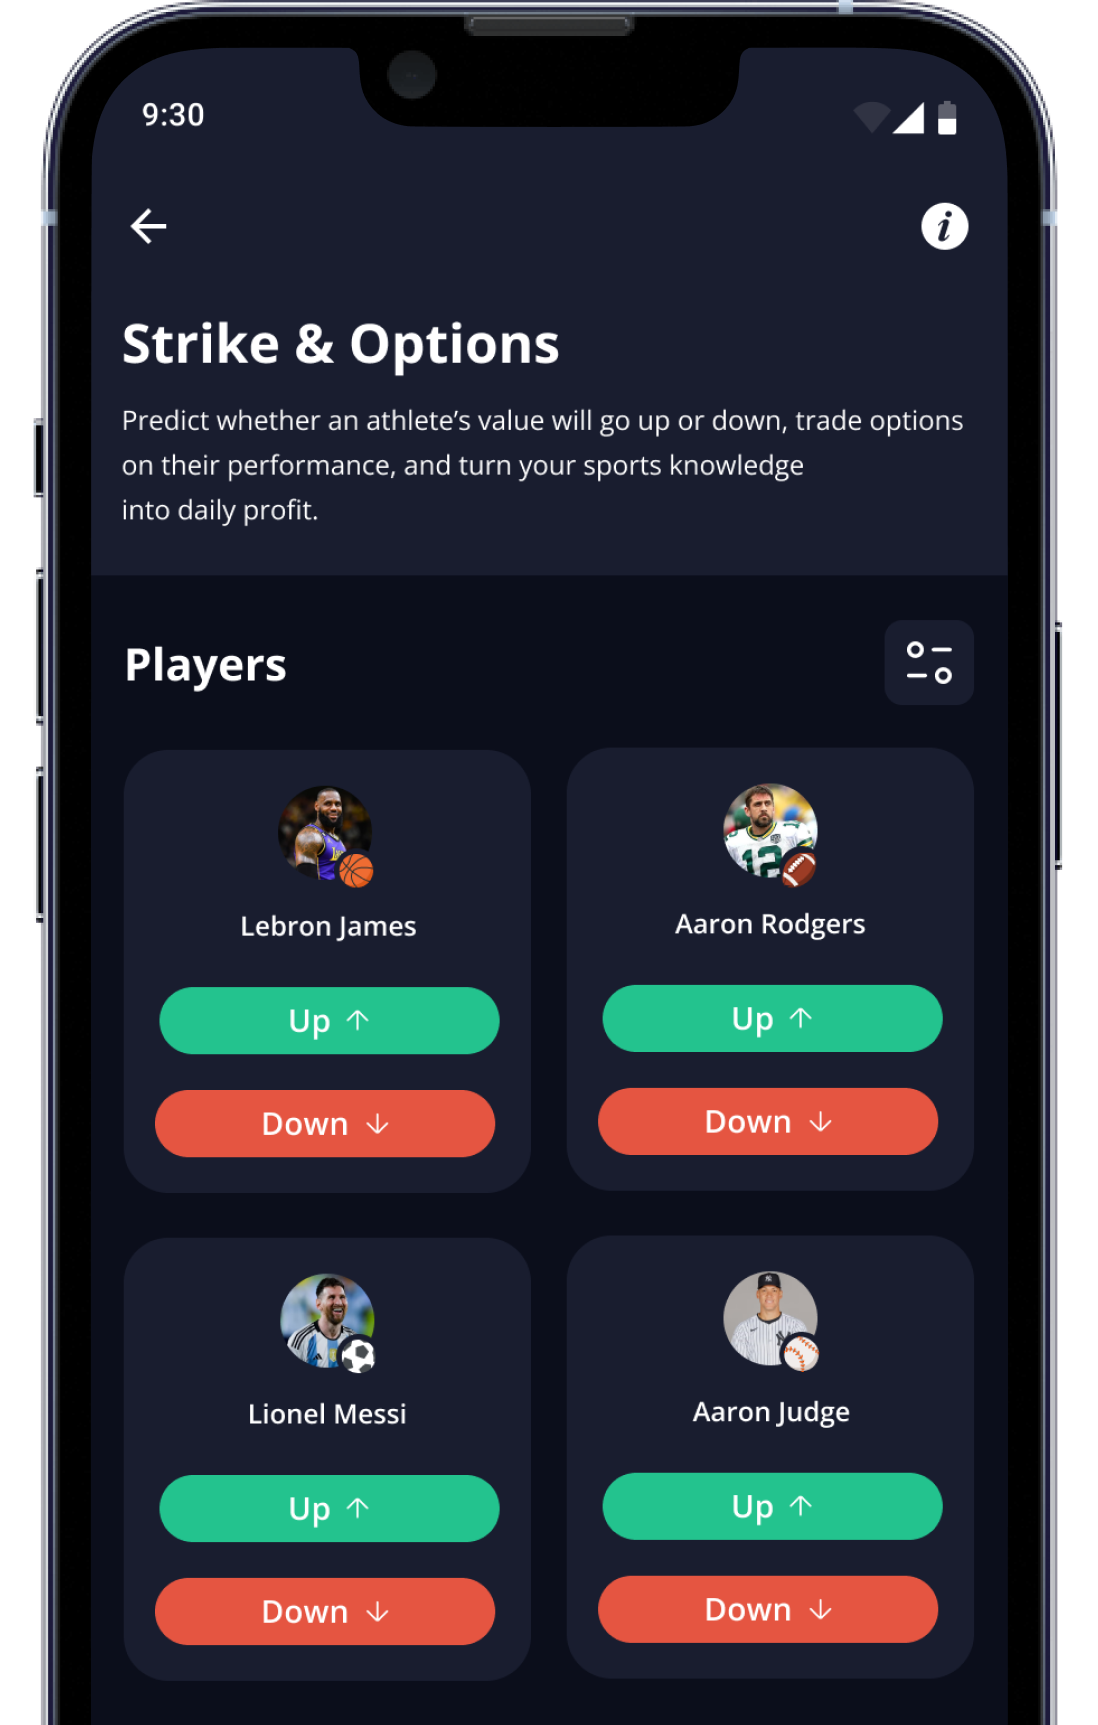 9:30
Strike & Options
Predict whether an athlete’s value will go up or down, trade options
on their performance, and turn your sports knowledge
into daily profit.
Players
Lebron James
Up ↑
Down ↓
Aaron Rodgers
Up ↑
Down ↓
Lionel Messi
Up ↑
Down ↓
Aaron Judge
Up ↑
Down ↓